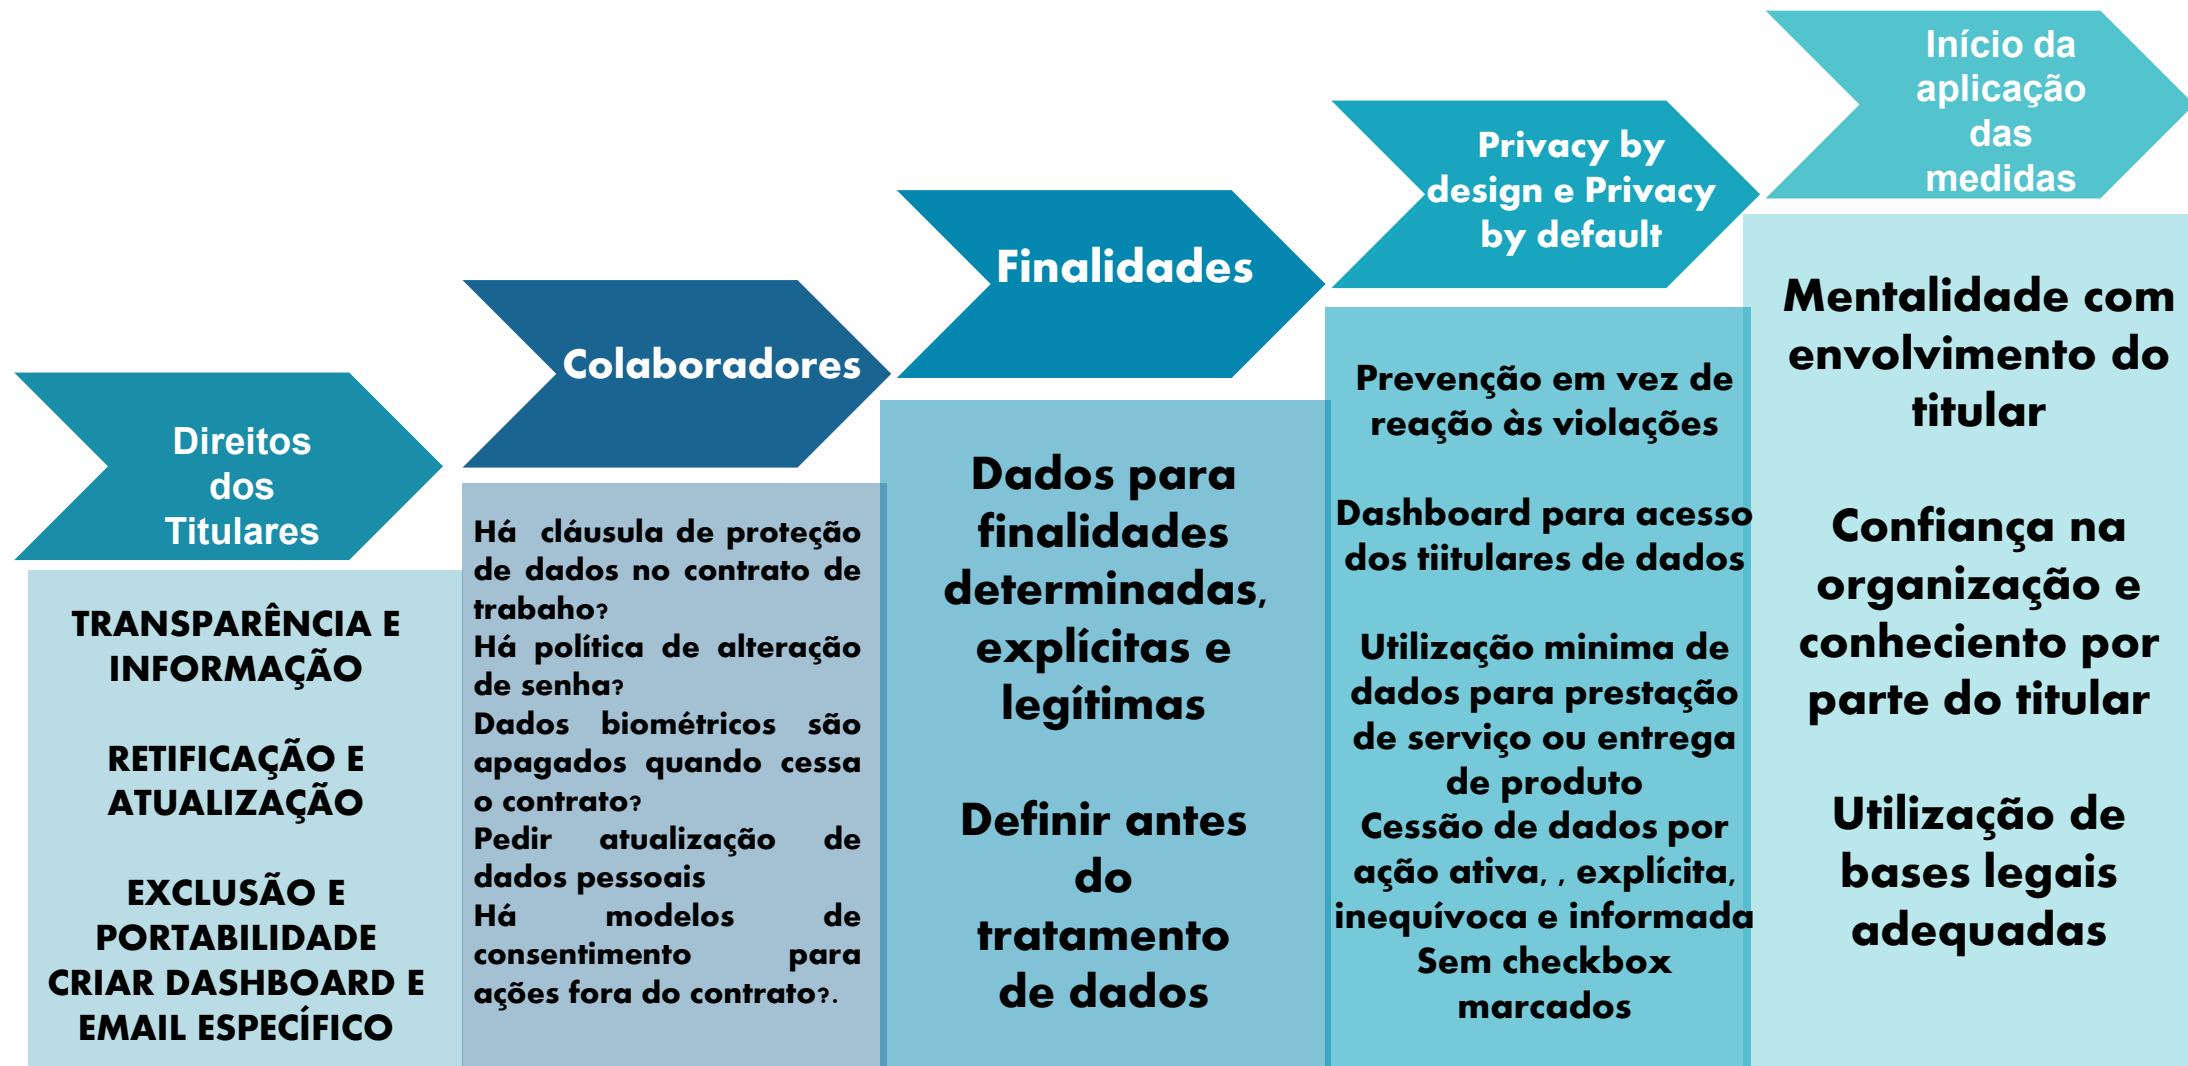 Direitos
dos
Titulares
TRANSPARÊNCIA E
INFORMAÇÃO
RETIFICAÇÃO E
ATUALIZAÇÃO
EXCLUSÃO E
PORTABILIDADE
CRIAR DASHBOARD E
EMAIL ESPECÍFICO
Colaboradores
Há cláusula de proteção
de dados no contrato de
trabaho?
Há política de alteração
de senha?
Dados biométricos são
apagados quando cessa
o contrato?
Pedir atualização de
dados pessoais
Há modelos de
consentimento para
ações fora do contrato?.
Finalidades
Dados para
finalidades
determinadas,
explícitas e
legítimas
Definir antes
do
tratamento
de dados
Privacy by
design e Privacy
by default
Prevenção em vez de
reação às violações
Dashboard para acesso
dos tiitulares de dados
Utilização minima de
dados para prestação
de serviço ou entrega
de produto
Cessão de dados por
ação ativa, , explícita,
inequívoca e informada
Sem checkbox
marcados
Início da
aplicação
das
medidas
Mentalidade com
envolvimento do
titular
Confiança na
organização e
conheciento por
parte do titular
Utilização de
bases legais
adequadas